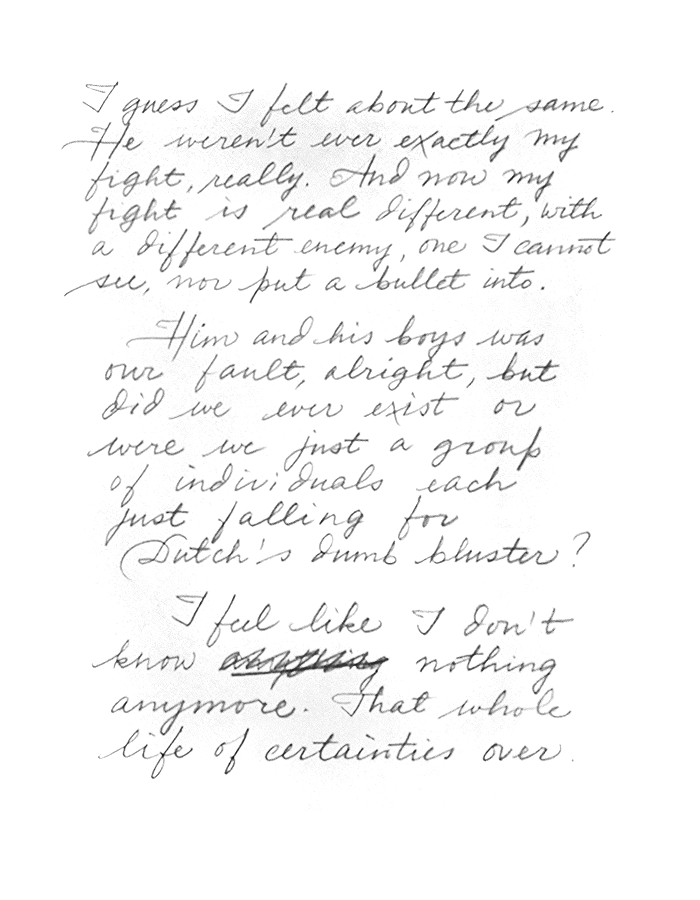 I guess I felt about the same.
He weren't ever exactly my
fight, really. And now my
fight is real different, with
a different enemy, one I cannot
see, nor put a bullet into.
Him and his boys was
our fault, alright, but
did we ever exist or
were we just a group
of individuals each
just falling for
Dutch's dumb bluster?
I feel like I don't
know anything nothing
anymore. That whole
life of certainties over.